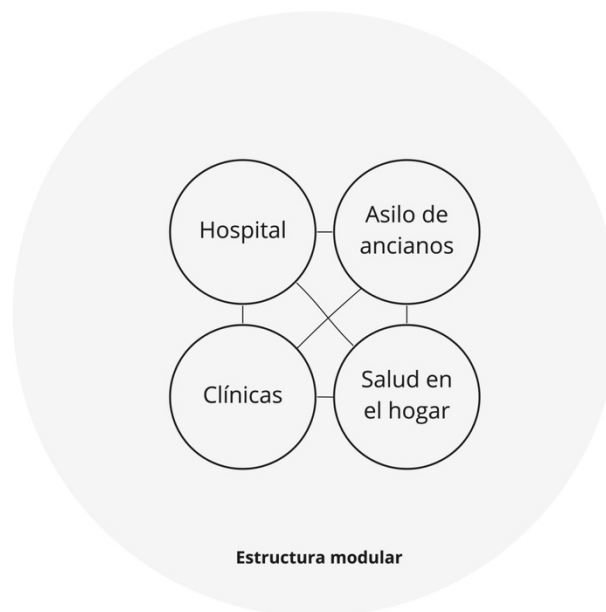 Hospital
Asilo de
ancianos
Clínicas
Salud en
el hogar
Estructura modular